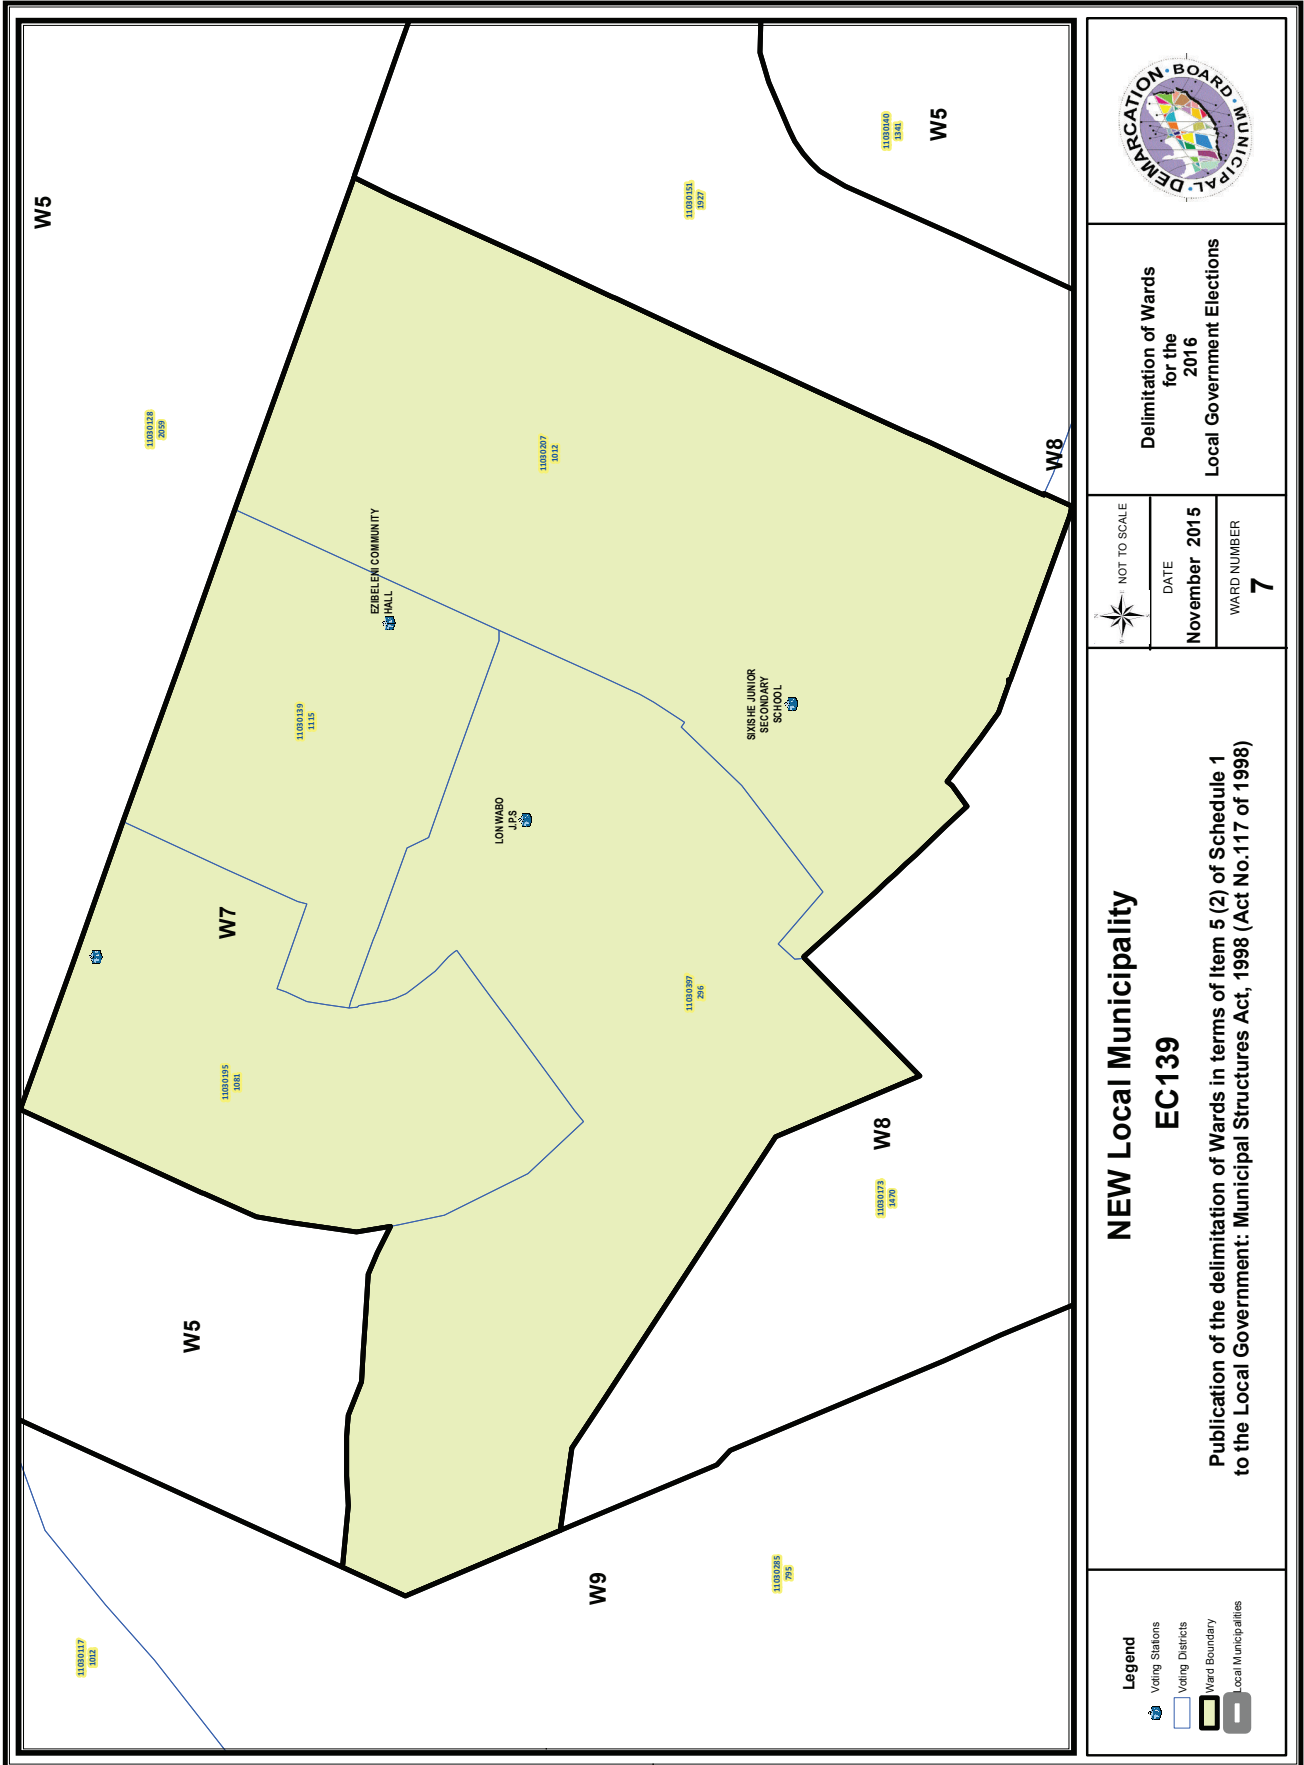 W5
11030128
2059
W5
11030140
1341
11030151
1927
11030207
1012
W8
EZIBELENI COMMUNITY
HALL
11030139
1115
SIXISHE JUNIOR
SECONDARY
SCHOOL
LONWABO
J.P.S
W7
11030195
1081
11030397
296
W8
11030173
1470
W5
W9
11030285
795
11030117
1012
Legend
Voting Stations
Voting Districts
Ward Boundary
Local Municipalities
NEW Local Municipality
EC139
Publication of the delimitation of Wards in terms of Item 5 (2) of Schedule 1
to the Local Government: Municipal Structures Act, 1998 (Act No.117 of 1998)
N
W
E
S
NOT TO SCALE
DATE
November 2015
WARD NUMBER
7
Delimitation of Wards
for the
2016
Local Government Elections
MUNICIPAL • DEMARCATION • BOARD •